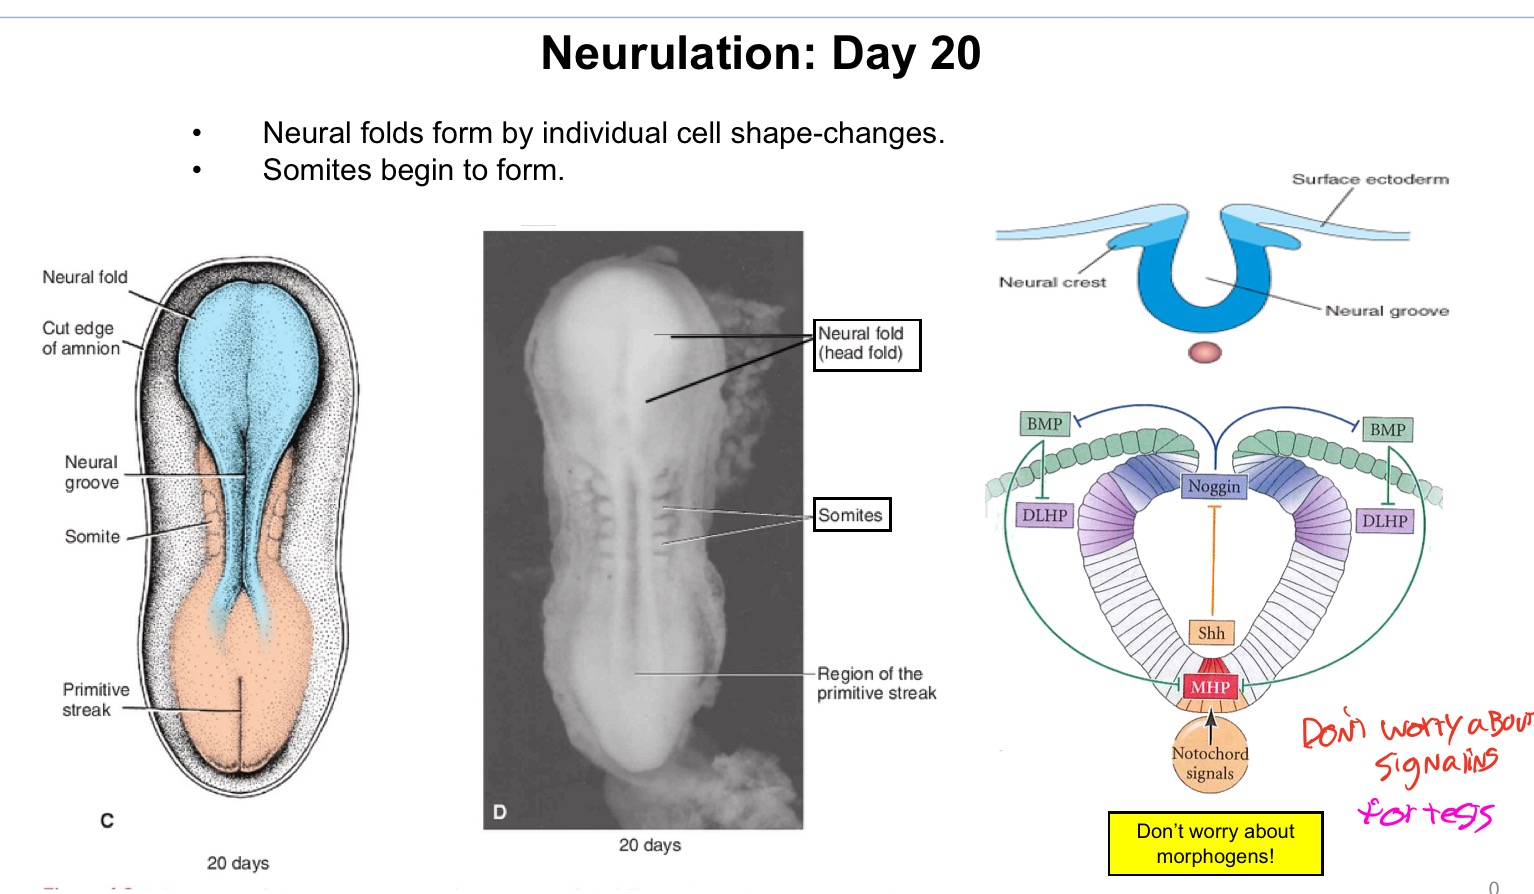 Neurulation: Day 20
• Neural folds form by individual cell shape-changes.
• Somites begin to form.
Neural fold
Cut edge
of amnion
Neural
groove
Somite
Primitive
streak
C
20 days
Neural fold
(head fold)
Somites
Region of the
primitive streak
D
20 days
Surface ectoderm
Neural crest
Neural groove
BMP
BMP
Noggin
DLHP
DLHP
Shh
MHP
Notochord
signals
Don't worry about
signaling
for tests
Don't worry about
morphogens!
0